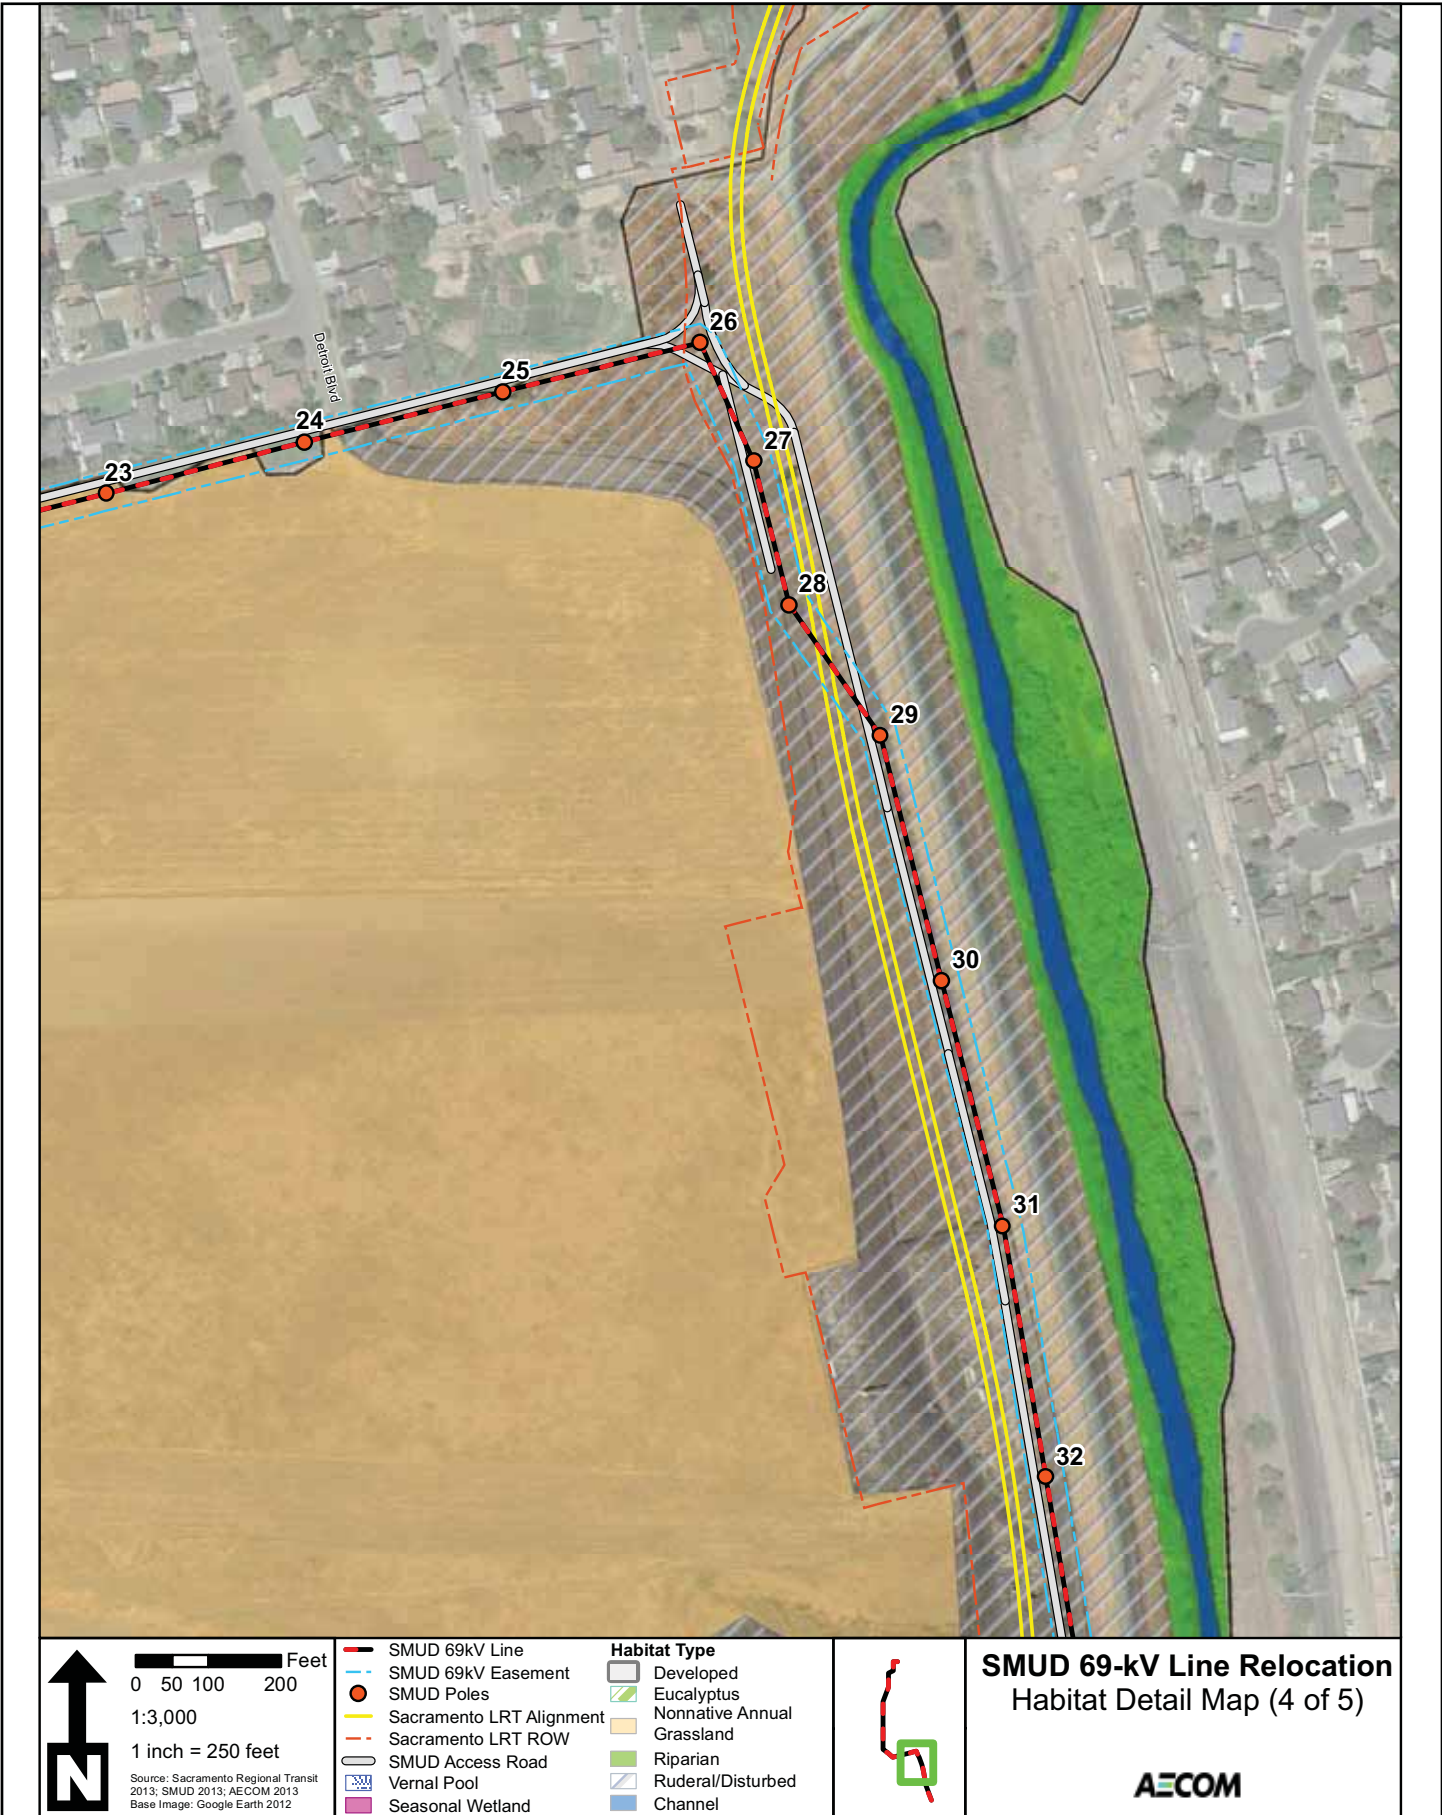 Detroit Blvd
26
25
24
23
27
28
29
30
31
32
N
Feet
0 50 100 200
1:3,000
1 inch = 250 feet
Source: Sacramento Regional Transit
2013; SMUD 2013; AECOM 2013
Base Image: Google Earth 2012
SMUD 69kV Line
SMUD 69kV Easement
SMUD Poles
Sacramento LRT Alignment
Sacramento LRT ROW
SMUD Access Road
Vernal Pool
Seasonal Wetland
Habitat Type
Developed
Eucalyptus
Nonnative Annual
Grassland
Riparian
Ruderal/Disturbed
Channel
SMUD 69-kV Line Relocation
Habitat Detail Map (4 of 5)
AECOM